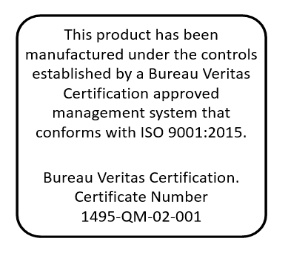 This product has been
manufactured under the controls
established by a Bureau Veritas
Certification approved
management system that
conforms with ISO 9001:2015.
Bureau Veritas Certification.
Certificate Number
1495-QM-02-001